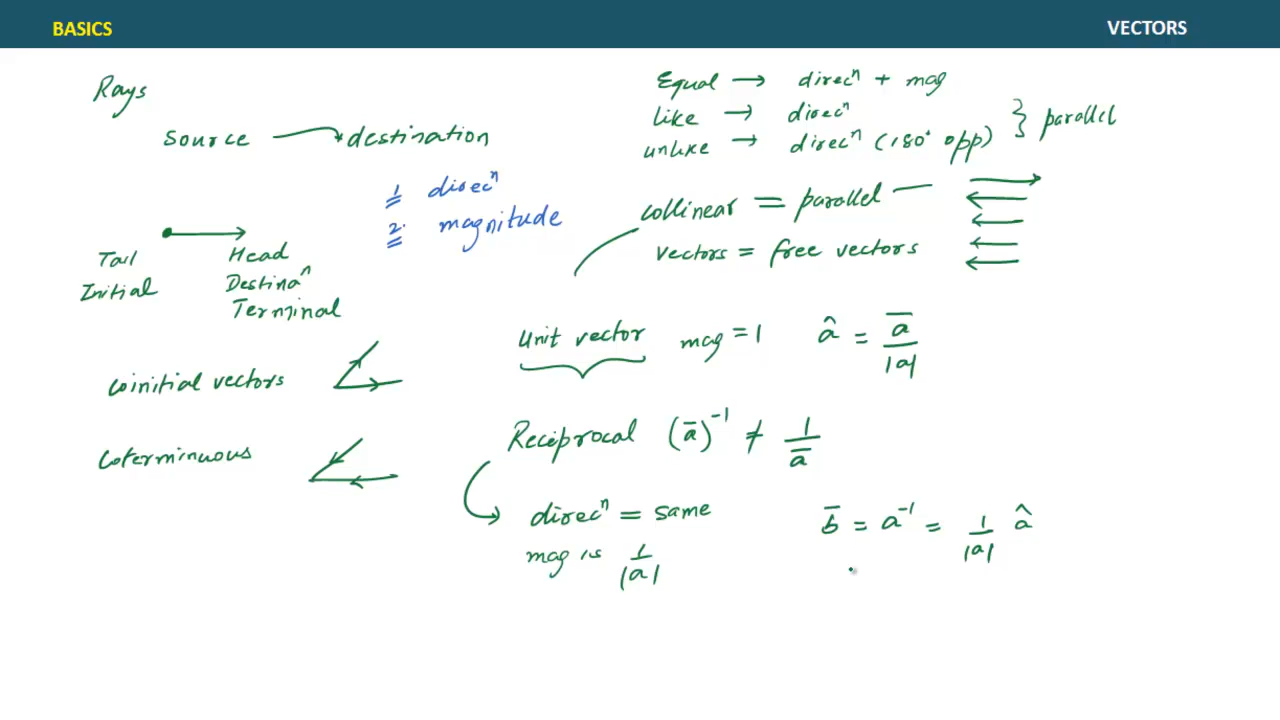 BASICS
VECTORS
Rays
Source → destination
1 direcⁿ
2. magnitude
Tail
Initial
Head
Destinaⁿ
Terminal
Coinitial vectors
Coterminuous
Equal → direcⁿ + mag
like → direcⁿ
unlike → direcⁿ (180° opp)
} parallel
Collinear = parallel
vectors = free vectors
Unit vector mag = 1 â = a̅/|a|
Reciprocal (a̅)⁻¹ ≠ 1/a̅
direcⁿ = same
mag is 1/|a|
b̅ = a⁻¹ = 1/|a| â